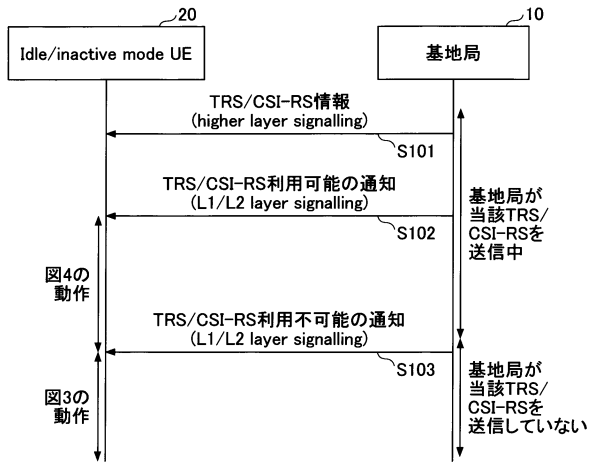 20
10
Idle/inactive mode UE
基地局
TRS/CSI-RS情報
(higher layer signalling)
S101
TRS/CSI-RS利用可能の通知
(L1/L2 layer signalling)
S102
基地局が
当該TRS/
CSI-RSを
送信中
図4の
動作
TRS/CSI-RS利用不可能の通知
(L1/L2 layer signalling)
S103
図3の
動作
基地局が
当該TRS/
CSI-RSを
送信していない